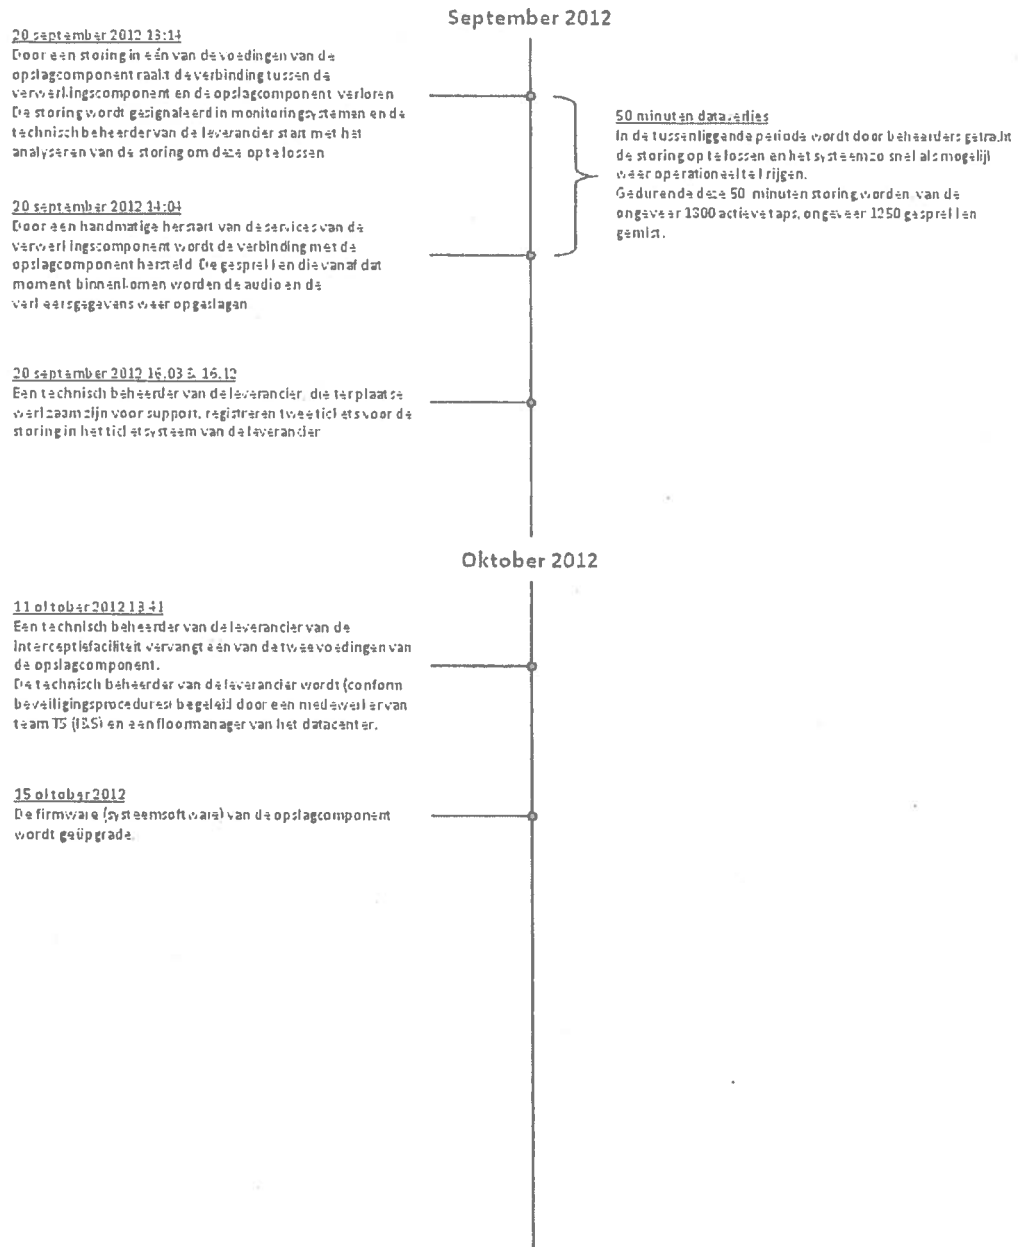 September 2012
20 september 2012 13:14
Door een storing in één van de voedingen van de
opslagcomponent raakt de verbinding tussen de
verwerkingscomponent en de opslagcomponent verloren
De storing wordt gesignaleerd in monitoringsystemen en de
technisch beheerder van de leverancier start met het
analyseren van de storing om deze op te lossen
50 minuten dataverlies
In de tussenliggende periode wordt door beheerders getracht
de storing op te lossen en het systeem zo snel als mogelijk
weer operationeel te krijgen.
Gedurende deze 50 minuten storing worden van de
ongeveer 1300 actieve taps, ongeveer 1250 gesprekken
gemist.
20 september 2012 14:04
Door een handmatige herstart van de services van de
verwerkingscomponent wordt de verbinding met de
opslagcomponent hersteld De gesprekken die vanaf dat
moment binnenkomen worden de audio en de
verkeersgegevens weer opgeslagen
20 september 2012 16.03 & 16.12
Een technisch beheerder van de leverancier, die ter plaatse
werkzaam zijn voor support, registreren twee tickets voor de
storing in het ticketsysteem van de leverancier
Oktober 2012
11 oktober 2012 13 41
Een technisch beheerder van de leverancier van de
Interceptiefaciliteit vervangt één van de twee voedingen van
de opslagcomponent.
De technisch beheerder van de leverancier wordt (conform
beveiligingsprocedures) begeleid door een medewerker van
team TS (I&S) en een floormanager van het datacenter.
15 oktober 2012
De firmware (systeemsoftware) van de opslagcomponent
wordt geüpgrade.